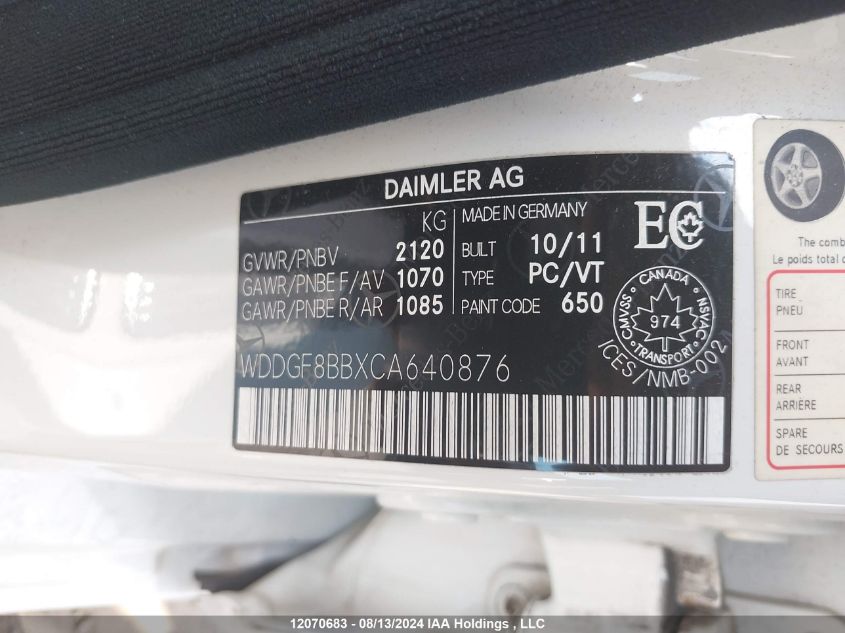 DAIMLER AG
KG
MADE IN GERMANY
EC
GVWR/PNBV 2120
BUILT 10/11
GAWR/PNBE F/AV 1070
TYPE PC/VT
GAWR/PNBE R/AR 1085
PAINT CODE 650
CANADA
CMVSS NSVAC
974
TRANSPORT
ICES/NMB-002
WDDGF8BBXCA640876
Mercedes-Benz
The comb
Le poids total c
TIRE
PNEU
FRONT
AVANT
REAR
ARRIÈRE
SPARE
DE SECOURS
12070683 - 08/13/2024 IAA Holdings , LLC